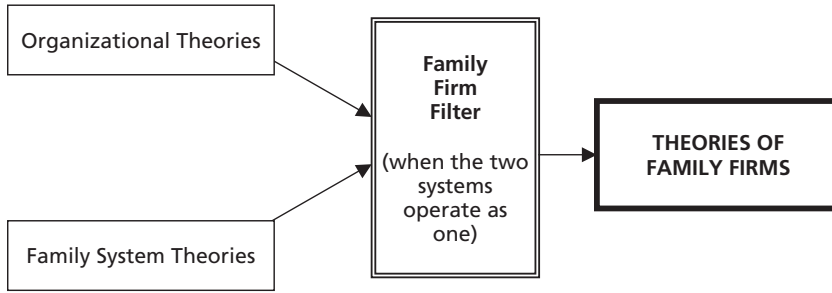 Organizational Theories
Family
Firm
Filter
(when the two
systems
operate as
one)
THEORIES OF
FAMILY FIRMS
Family System Theories